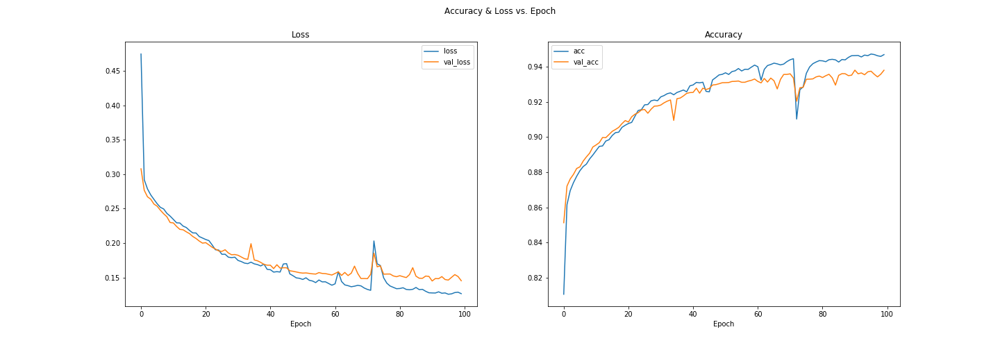 Accuracy & Loss vs. Epoch
Loss
loss
val_loss
0.45
0.40
0.35
0.30
0.25
0.20
0.15
0 20 40 60 80 100
Epoch
Accuracy
acc
val_acc
0.94
0.92
0.90
0.88
0.86
0.84
0.82
0 20 40 60 80 100
Epoch